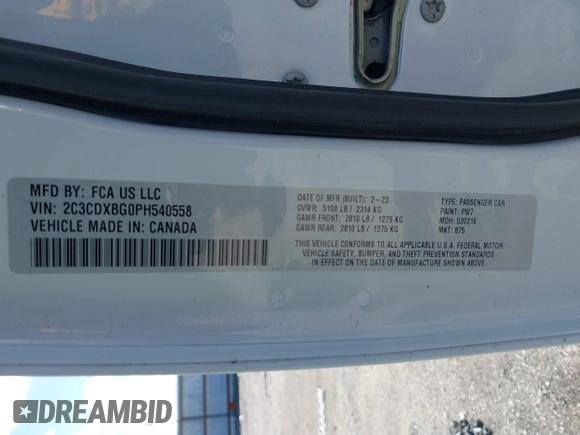 MFD BY: FCA US LLC
VIN: 2C3CDXBG0PH540558
VEHICLE MADE IN: CANADA
DATE OF MFR (BUILT): 2-23
GVWR: 5100 LB / 2314 KG
GAWR FRONT: 2810 LB / 1275 KG
GAWR REAR: 2810 LB / 1275 KG
TYPE: PASSENGER CAR
PAINT: PW7
MDH: 020216
MKT: 875
THIS VEHICLE CONFORMS TO ALL APPLICABLE U.S.A. FEDERAL MOTOR
VEHICLE SAFETY, BUMPER, AND THEFT PREVENTION STANDARDS
IN EFFECT ON THE DATE OF MANUFACTURE SHOWN ABOVE.
DREAMBID